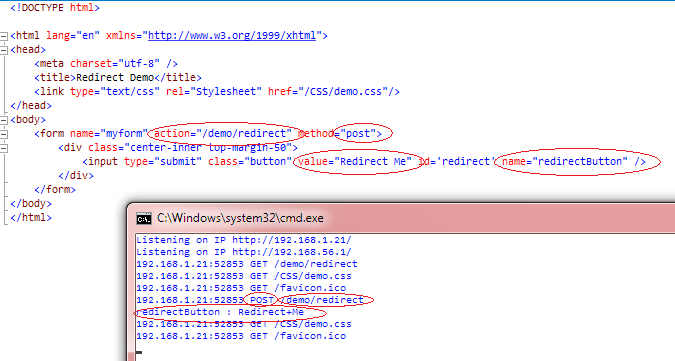 <!DOCTYPE html>
<html lang="en" xmlns="http://www.w3.org/1999/xhtml">
<head>
<meta charset="utf-8" />
<title>Redirect Demo</title>
<link type="text/css" rel="Stylesheet" href="/CSS/demo.css"/>
</head>
<body>
<form name="myform" action="/demo/redirect" method="post">
<div class="center-inner top-margin-50">
<input type="submit" class="button" value="Redirect Me" id='redirect' name="redirectButton" />
</div>
</form>
</body>
</html>
C:\Windows\system32\cmd.exe
Listening on IP http://192.168.1.21/
Listening on IP http://192.168.56.1/
192.168.1.21:52853 GET /demo/redirect
192.168.1.21:52853 GET /CSS/demo.css
192.168.1.21:52853 GET /favicon.ico
192.168.1.21:52853 POST /demo/redirect
redirectButton : Redirect+Me
192.168.1.21:52853 GET /CSS/demo.css
192.168.1.21:52853 GET /favicon.ico